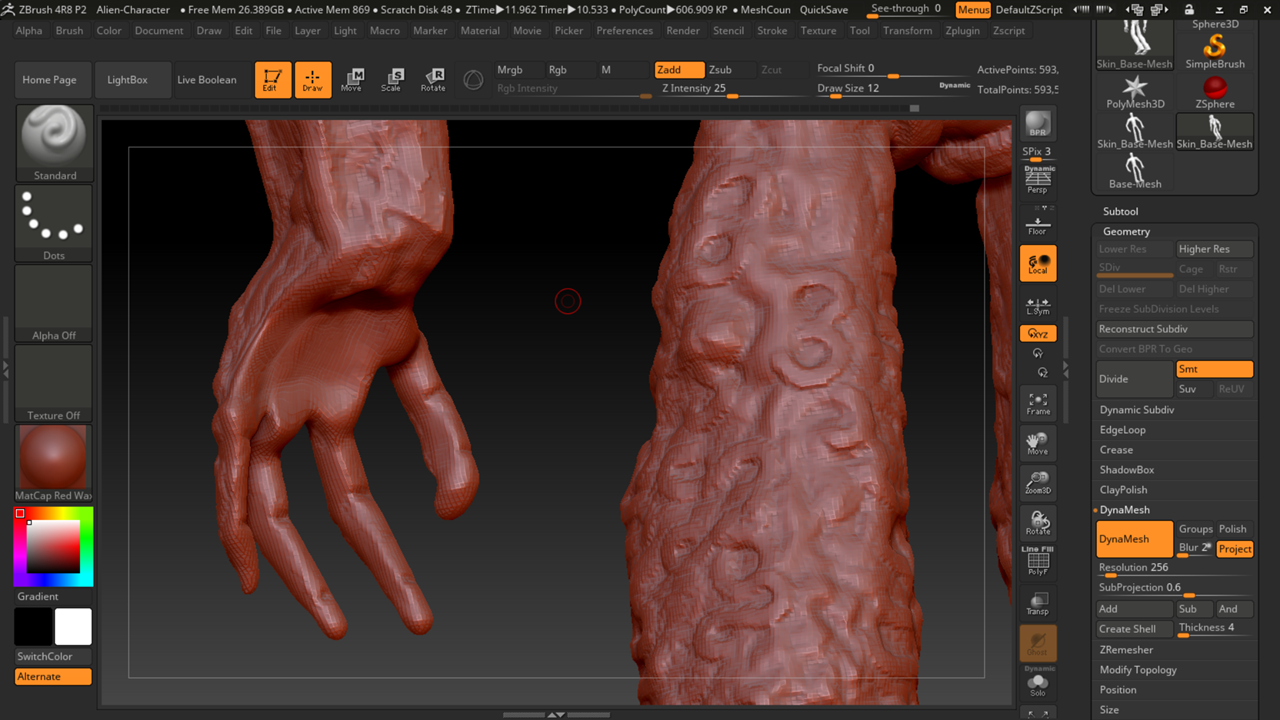 ZBrush 4R8 P2 Alien-Character ● Free Mem 26.389GB ● Active Mem 869 ● Scratch Disk 48 ● ZTime▶11.962 Timer▶10.533 ● PolyCount▶606.909 KP ● MeshCoun QuickSave See-through 0 Menus DefaultZScript
Alpha Brush Color Document Draw Edit File Layer Light Macro Marker Material Movie Picker Preferences Render Stencil Stroke Texture Tool Transform Zplugin Zscript
Home Page LightBox Live Boolean Edit Draw Move Scale Rotate
Mrgb Rgb M Zadd Zsub Zcut Focal Shift 0 ActivePoints: 593,
Rgb Intensity Z Intensity 25 Draw Size 12 Dynamic TotalPoints: 593,5
Standard
Dots
Alpha Off
Texture Off
MatCap Red Wax
Gradient
SwitchColor
Alternate
BPR
SPix 3
Dynamic
Persp
Floor
Local
L.Sym
XYZ
Frame
Move
Zoom3D
Rotate
Line Fill
PolyF
Transp
Ghost
Dynamic
Solo
Sphere3D
Skin_Base-Mesh SimpleBrush
PolyMesh3D ZSphere
Skin_Base-Mesh Skin_Base-Mesh
Base-Mesh
Subtool
Geometry
Lower Res Higher Res
SDiv Cage Rstr
Del Lower Del Higher
Freeze SubDivision Levels
Reconstruct Subdiv
Convert BPR To Geo
Divide Smt
Suv ReUV
Dynamic Subdiv
EdgeLoop
Crease
ShadowBox
ClayPolish
DynaMesh
DynaMesh Groups Polish
Blur 2 Project
Resolution 256
SubProjection 0.6
Add Sub And
Create Shell Thickness 4
ZRemesher
Modify Topology
Position
Size